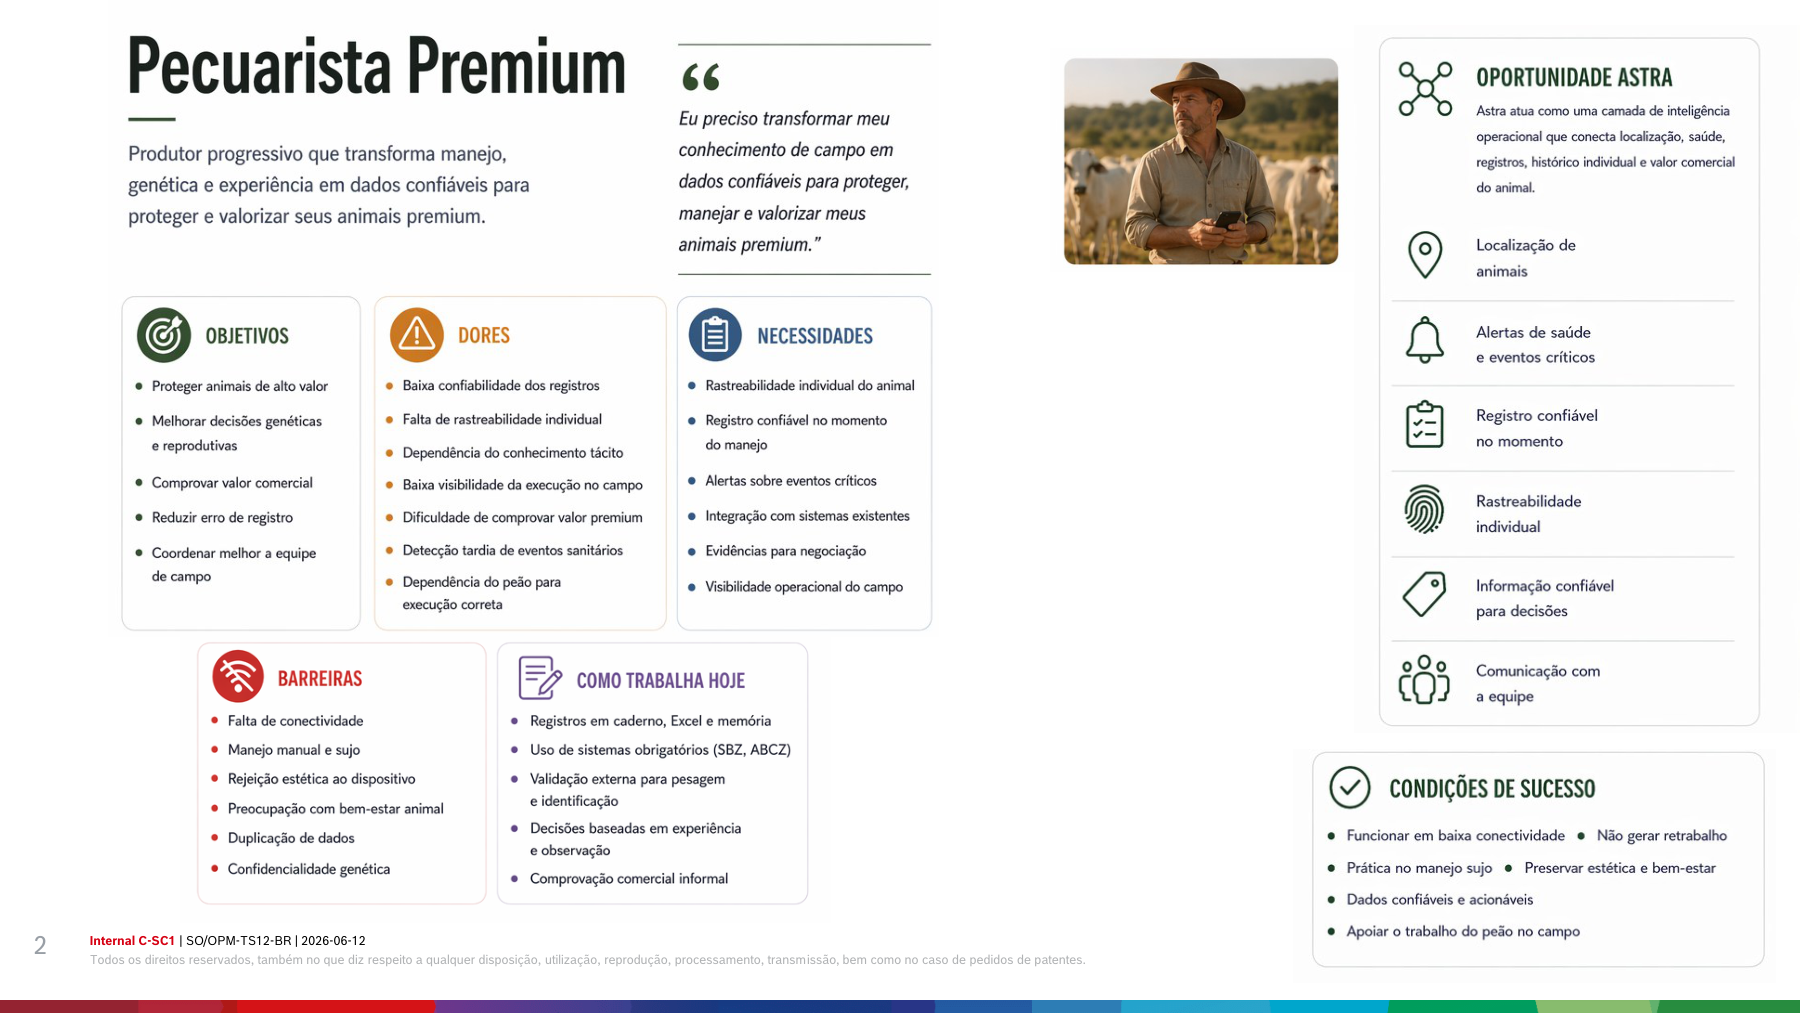 Pecuarista Premium
Produtor progressivo que transforma manejo,
genética e experiência em dados confiáveis para
proteger e valorizar seus animais premium.
“
Eu preciso transformar meu
conhecimento de campo em
dados confiáveis para proteger,
manejar e valorizar meus
animais premium.”
OBJETIVOS
• Proteger animais de alto valor
• Melhorar decisões genéticas
e reprodutivas
• Comprovar valor comercial
• Reduzir erro de registro
• Coordenar melhor a equipe
de campo
DORES
• Baixa confiabilidade dos registros
• Falta de rastreabilidade individual
• Dependência do conhecimento tácito
• Baixa visibilidade da execução no campo
• Dificuldade de comprovar valor premium
• Detecção tardia de eventos sanitários
• Dependência do peão para
execução correta
NECESSIDADES
• Rastreabilidade individual do animal
• Registro confiável no momento
do manejo
• Alertas sobre eventos críticos
• Integração com sistemas existentes
• Evidências para negociação
• Visibilidade operacional do campo
BARREIRAS
• Falta de conectividade
• Manejo manual e sujo
• Rejeição estética ao dispositivo
• Preocupação com bem-estar animal
• Duplicação de dados
• Confidencialidade genética
COMO TRABALHA HOJE
• Registros em caderno, Excel e memória
• Uso de sistemas obrigatórios (SBZ, ABCZ)
• Validação externa para pesagem
e identificação
• Decisões baseadas em experiência
e observação
• Comprovação comercial informal
OPORTUNIDADE ASTRA
Astra atua como uma camada de inteligência
operacional que conecta localização, saúde,
registros, histórico individual e valor comercial
do animal.
Localização de
animais
Alertas de saúde
e eventos críticos
Registro confiável
no momento
Rastreabilidade
individual
Informação confiável
para decisões
Comunicação com
a equipe
CONDIÇÕES DE SUCESSO
• Funcionar em baixa conectividade • Não gerar retrabalho
• Prática no manejo sujo • Preservar estética e bem-estar
• Dados confiáveis e acionáveis
• Apoiar o trabalho do peão no campo
2
Internal C-SC1 | SO/OPM-TS12-BR | 2026-06-12
Todos os direitos reservados, também no que diz respeito a qualquer disposição, utilização, reprodução, processamento, transmissão, bem como no caso de pedidos de patentes.